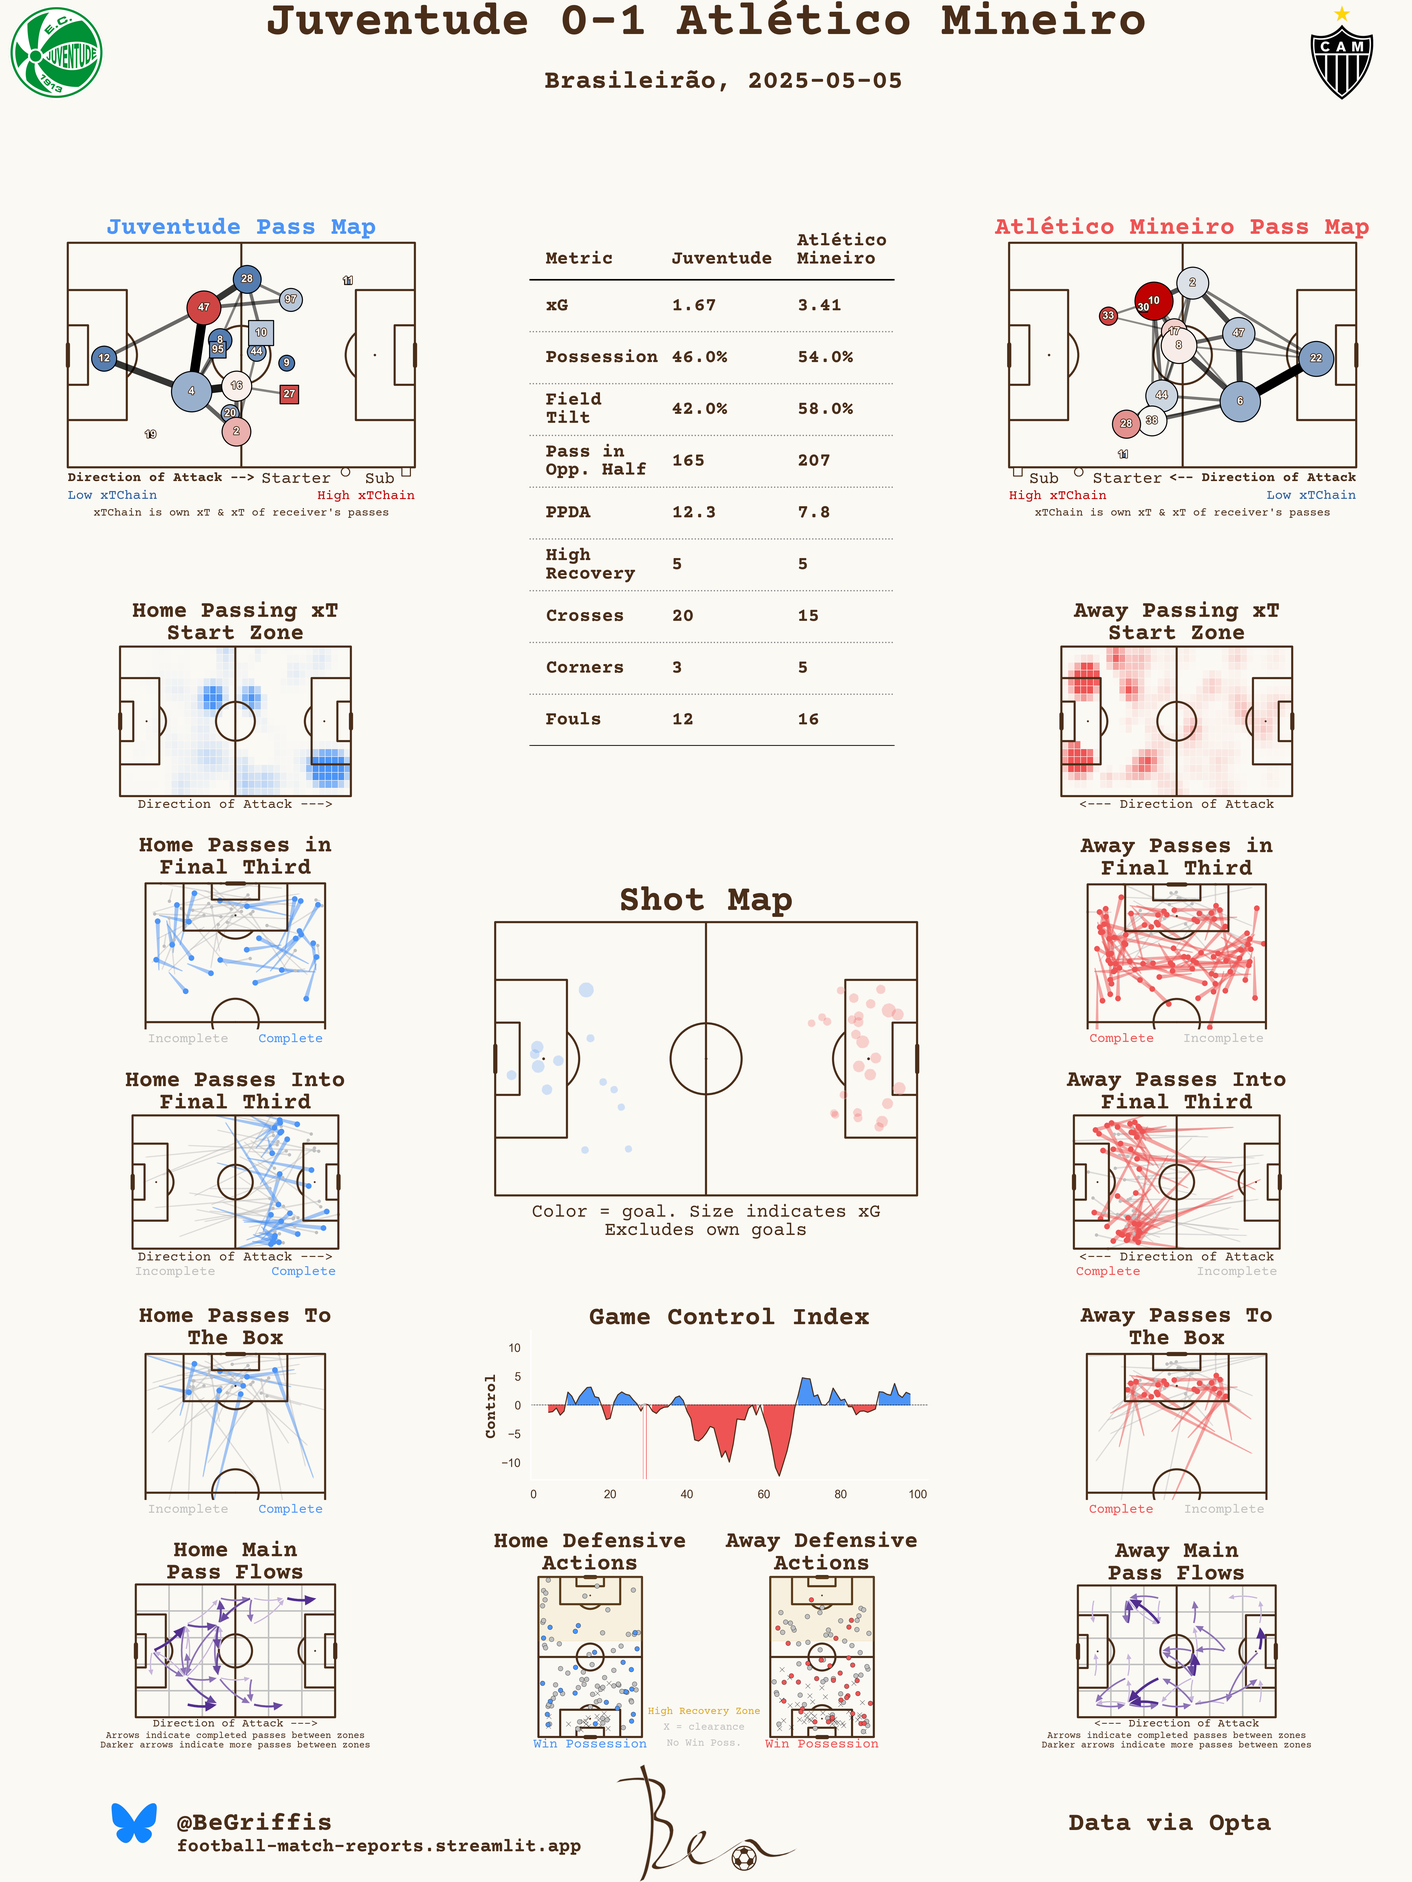 Juventude 0-1 Atlético Mineiro
Brasileirão, 2025-05-05
E.C.
JUVENTUDE
1913
CAM
Juventude Pass Map
28
97
11
47
10
8
95
44
9
12
4
16
27
20
2
19
Direction of Attack --> Starter Sub
Low xTChain High xTChain
xTChain is own xT & xT of receiver's passes
Metric Juventude Atlético Mineiro
xG 1.67 3.41
Possession 46.0% 54.0%
Field Tilt 42.0% 58.0%
Pass in Opp. Half 165 207
PPDA 12.3 7.8
High Recovery 5 5
Crosses 20 15
Corners 3 5
Fouls 12 16
Atlético Mineiro Pass Map
2
10
30
33
17
47
8
22
44
6
38
28
11
Sub Starter <-- Direction of Attack
High xTChain Low xTChain
xTChain is own xT & xT of receiver's passes
Home Passing xT
Start Zone
Direction of Attack --->
Away Passing xT
Start Zone
<--- Direction of Attack
Home Passes in
Final Third
Incomplete Complete
Away Passes in
Final Third
Complete Incomplete
Shot Map
Color = goal. Size indicates xG
Excludes own goals
Home Passes Into
Final Third
Direction of Attack --->
Incomplete Complete
Away Passes Into
Final Third
<--- Direction of Attack
Complete Incomplete
Home Passes To
The Box
Incomplete Complete
Game Control Index
Control
10
5
0
−5
−10
0 20 40 60 80 100
Away Passes To
The Box
Complete Incomplete
Home Main
Pass Flows
Direction of Attack --->
Arrows indicate completed passes between zones
Darker arrows indicate more passes between zones
Home Defensive
Actions
Win Possession
High Recovery Zone
X = clearance
No Win Poss.
Away Defensive
Actions
Win Possession
Away Main
Pass Flows
<--- Direction of Attack
Arrows indicate completed passes between zones
Darker arrows indicate more passes between zones
@BeGriffis
football-match-reports.streamlit.app
Ben
Data via Opta